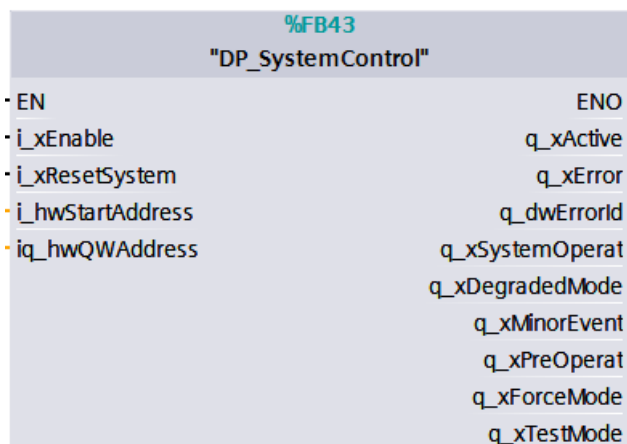 %FB43
"DP_SystemControl"
EN ENO
i_xEnable q_xActive
i_xResetSystem q_xError
i_hwStartAddress q_dwErrorId
iq_hwQWAddress q_xSystemOperat
q_xDegradedMode
q_xMinorEvent
q_xPreOperat
q_xForceMode
q_xTestMode